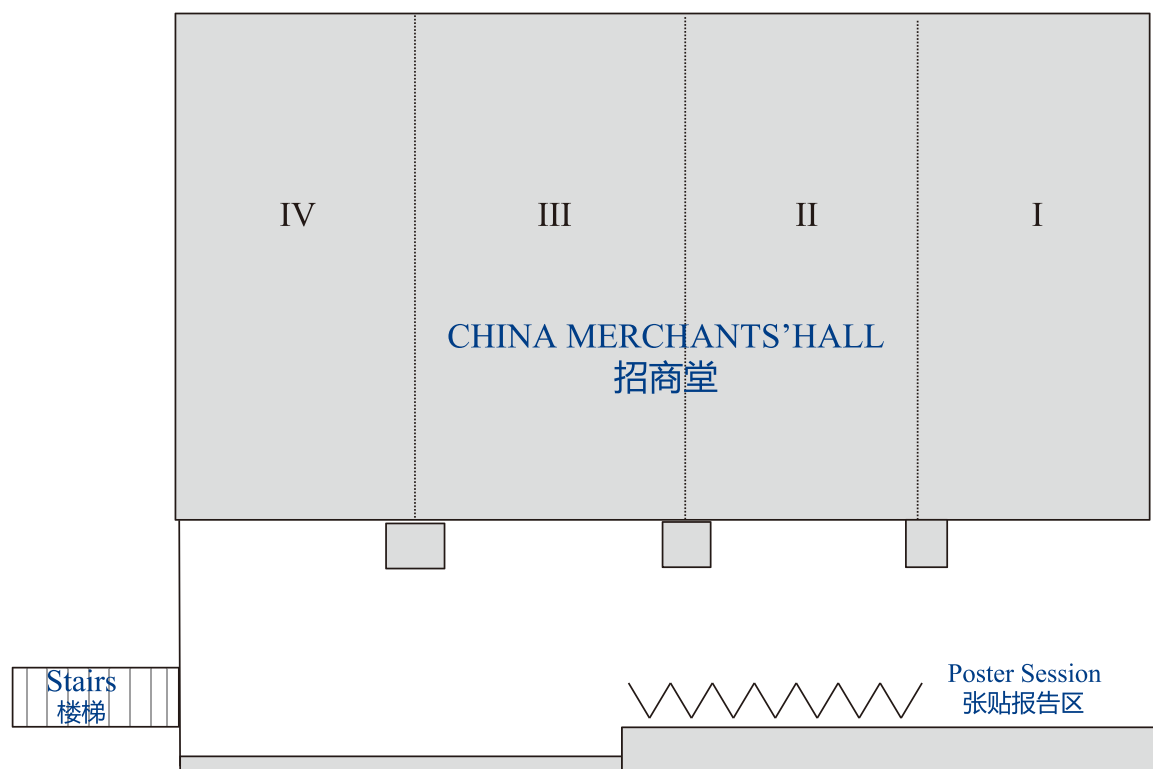 IV III II I
CHINA MERCHANTS’HALL
招商堂
Stairs
楼梯
Poster Session
张贴报告区